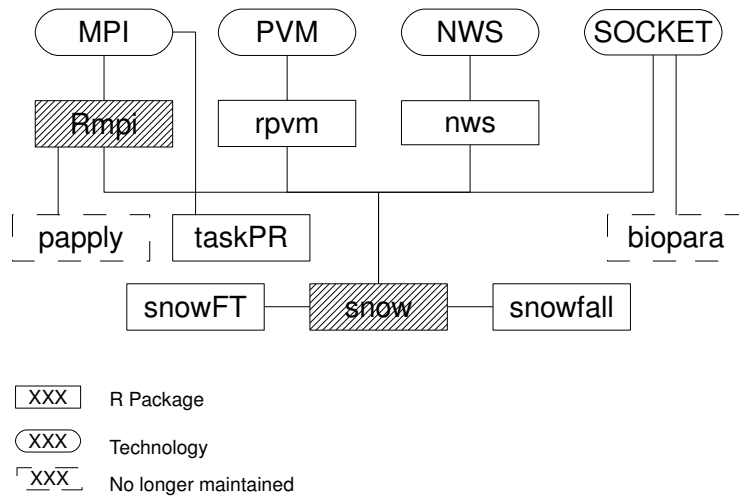 MPI PVM NWS SOCKET
Rmpi rpvm nws
papply taskPR biopara
snowFT snow snowfall
XXX R Package
XXX Technology
XXX No longer maintained